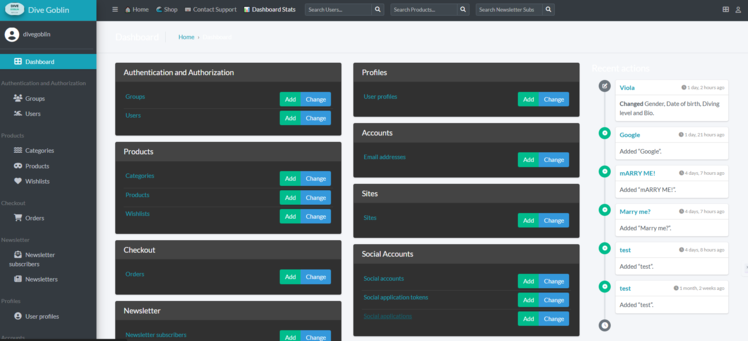 DIVE GOBLIN
Dive Goblin
Home
Shop
Contact Support
Dashboard Stats
Search Users...
Search Products...
Search Newsletter Subs
divegoblin
Dashboard
Authentication and Authorization
Groups
Users
Products
Categories
Products
Wishlists
Checkout
Orders
Newsletter
Newsletter
subscribers
Newsletters
Profiles
User profiles
Dashboard
Home
Dashboard
Authentication and Authorization
Groups Add Change
Users Add Change
Products
Categories Add Change
Products Add Change
Wishlists Add Change
Checkout
Orders Add Change
Newsletter
Newsletter subscribers Add Change
Profiles
User profiles Add Change
Accounts
Email addresses Add Change
Sites
Sites Add Change
Social Accounts
Social accounts Add Change
Social application tokens Add Change
Social applications Add Change
Recent actions
Viola 1 day, 2 hours ago
Changed Gender, Date of birth, Diving
level and Bio.
Google 1 day, 21 hours ago
Added “Google”.
mARRY ME! 4 days, 7 hours ago
Added “mARRY ME!”.
Marry me? 4 days, 7 hours ago
Added “Marry me?”.
test 4 days, 8 hours ago
Added “test”.
test 1 month, 2 weeks ago
Added “test”.